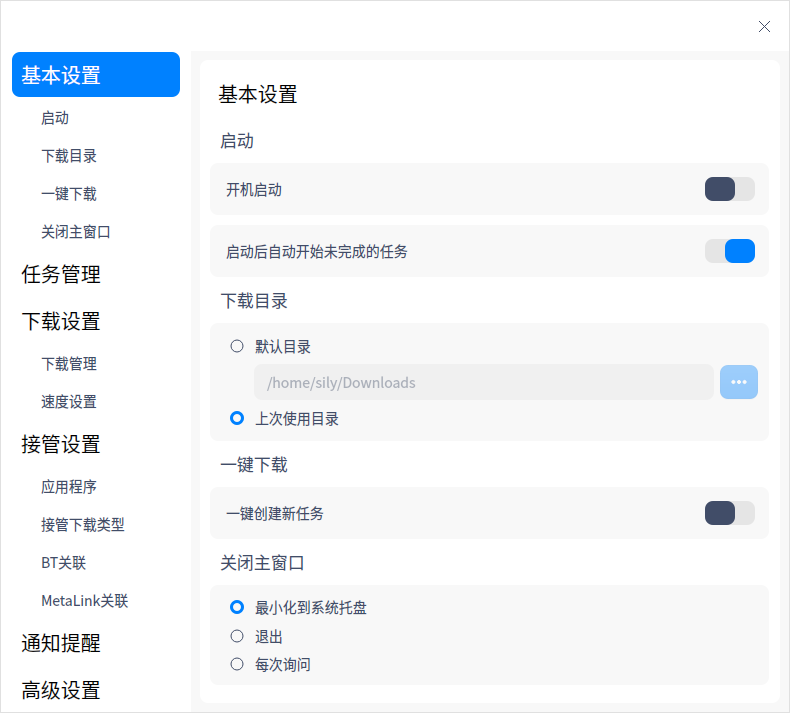 基本设置
启动
下载目录
一键下载
关闭主窗口
任务管理
下载设置
下载管理
速度设置
接管设置
应用程序
接管下载类型
BT关联
MetaLink关联
通知提醒
高级设置
基本设置
启动
开机启动
启动后自动开始未完成的任务
下载目录
默认目录
/home/sily/Downloads
上次使用目录
一键下载
一键创建新任务
关闭主窗口
最小化到系统托盘
退出
每次询问